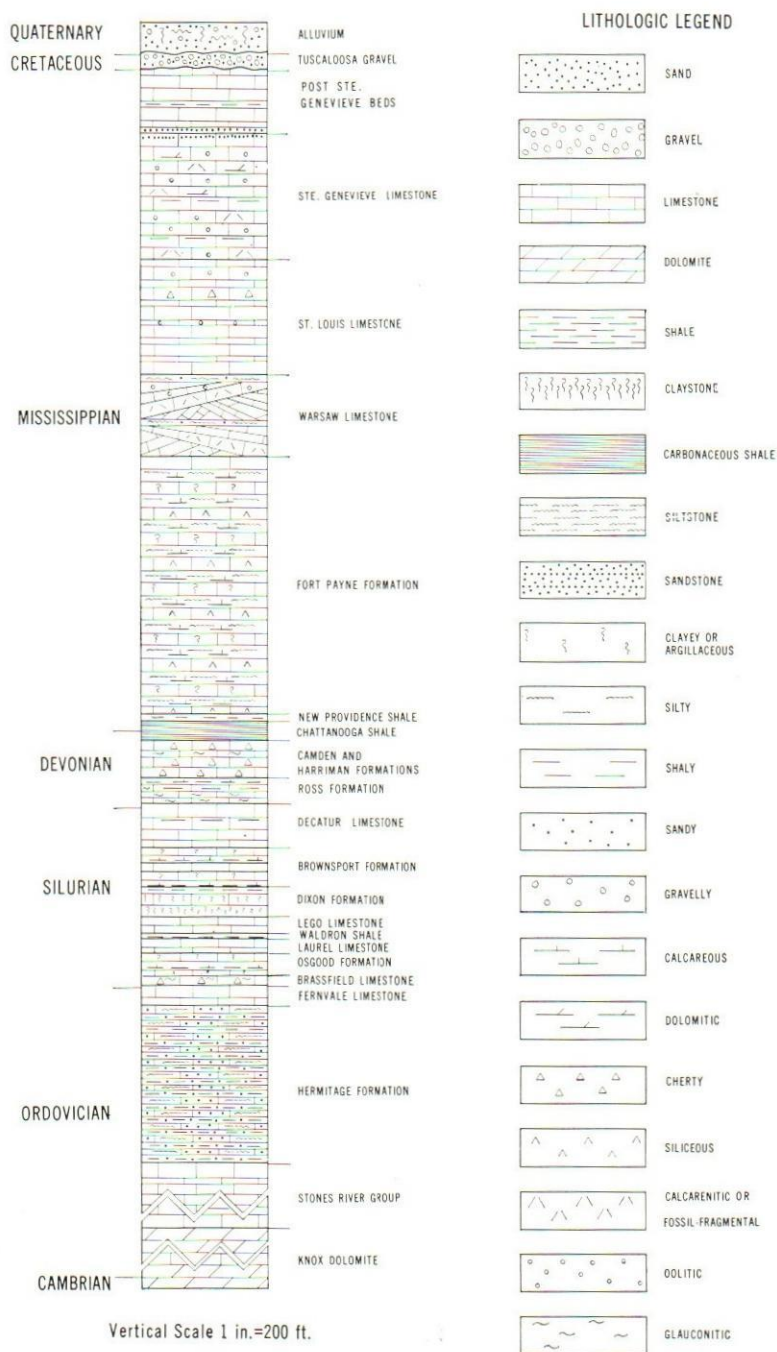 QUATERNARY
CRETACEOUS
MISSISSIPPIAN
DEVONIAN
SILURIAN
ORDOVICIAN
CAMBRIAN
ALLUVIUM
TUSCALOOSA GRAVEL
POST STE.
GENEVIEVE BEDS
STE. GENEVIEVE LIMESTONE
ST. LOUIS LIMESTONE
WARSAW LIMESTONE
FORT PAYNE FORMATION
NEW PROVIDENCE SHALE
CHATTANOOGA SHALE
CAMDEN AND
HARRIMAN FORMATIONS
ROSS FORMATION
DECATUR LIMESTONE
BROWNSPORT FORMATION
DIXON FORMATION
LEGO LIMESTONE
WALDRON SHALE
LAUREL LIMESTONE
OSGOOD FORMATION
BRASSFIELD LIMESTONE
FERNVALE LIMESTONE
HERMITAGE FORMATION
STONES RIVER GROUP
KNOX DOLOMITE
Vertical Scale 1 in.=200 ft.
LITHOLOGIC LEGEND
SAND
GRAVEL
LIMESTONE
DOLOMITE
SHALE
CLAYSTONE
CARBONACEOUS SHALE
SILTSTONE
SANDSTONE
CLAYEY OR
ARGILLACEOUS
SILTY
SHALY
SANDY
GRAVELLY
CALCAREOUS
DOLOMITIC
CHERTY
SILICEOUS
CALCARENITIC OR
FOSSIL-FRAGMENTAL
OOLITIC
GLAUCONITIC